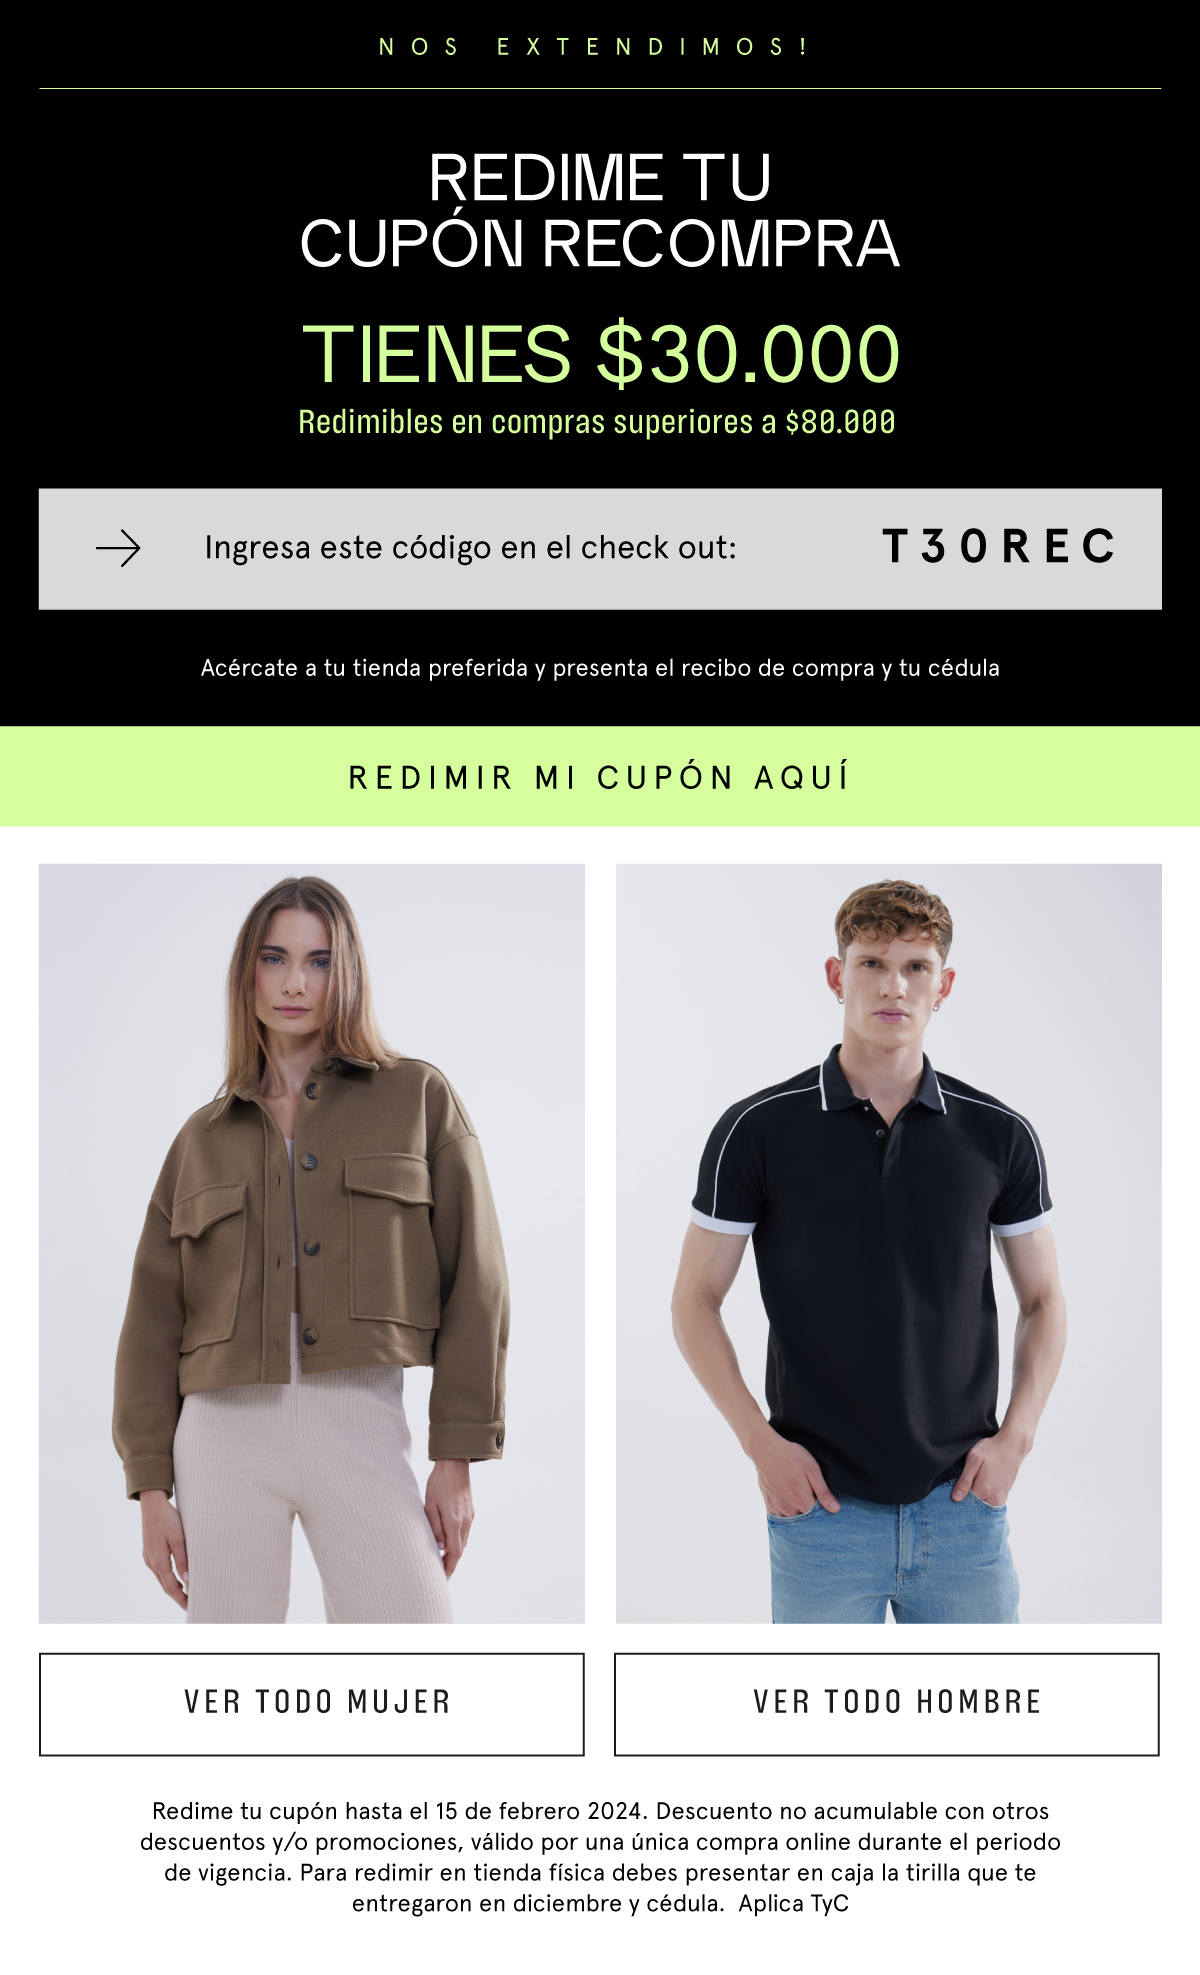 NOS EXTENDIMOS!
REDIME TU
CUPÓN RECOMPRA
TIENES $30.000
Redimibles en compras superiores a $80.000
Ingresa este código en el check out: T30REC
Acércate a tu tienda preferida y presenta el recibo de compra y tu cédula
REDIMIR MI CUPÓN AQUÍ
VER TODO MUJER
VER TODO HOMBRE
Redime tu cupón hasta el 15 de febrero 2024. Descuento no acumulable con otros
descuentos y/o promociones, válido por una única compra online durante el periodo
de vigencia. Para redimir en tienda física debes presentar en caja la tirilla que te
entregaron en diciembre y cédula. Aplica TyC